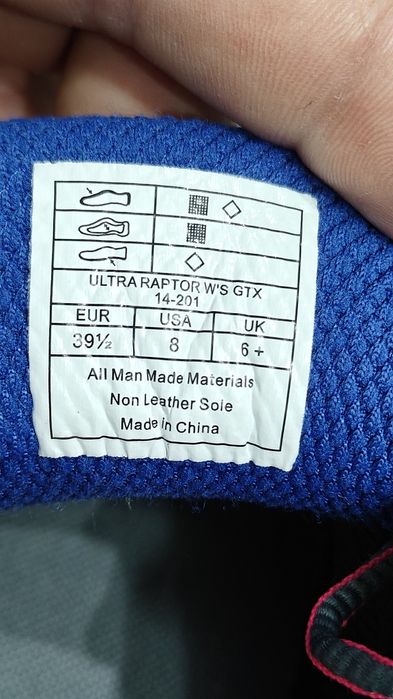 ULTRA RAPTOR W'S GTX
14-201
EUR USA UK
39½ 8 6+
All Man Made Materials
Non Leather Sole
Made in China